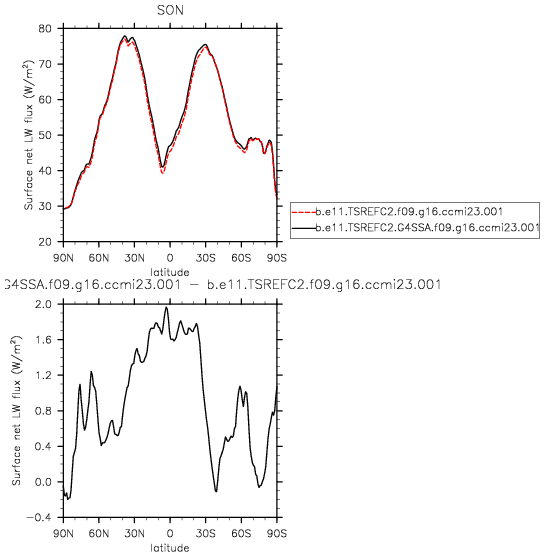 SON
80
70
60
50
40
30
20
Surface net LW flux (W/m²)
90N 60N 30N 0 30S 60S 90S
latitude
b.e11.TSREFC2.f09.g16.ccmi23.001
b.e11.TSREFC2.G4SSA.f09.g16.ccmi23.001
G4SSA.f09.g16.ccmi23.001 − b.e11.TSREFC2.f09.g16.ccmi23.001
2.0
1.6
1.2
0.8
0.4
0.0
−0.4
Surface net LW flux (W/m²)
90N 60N 30N 0 30S 60S 90S
latitude